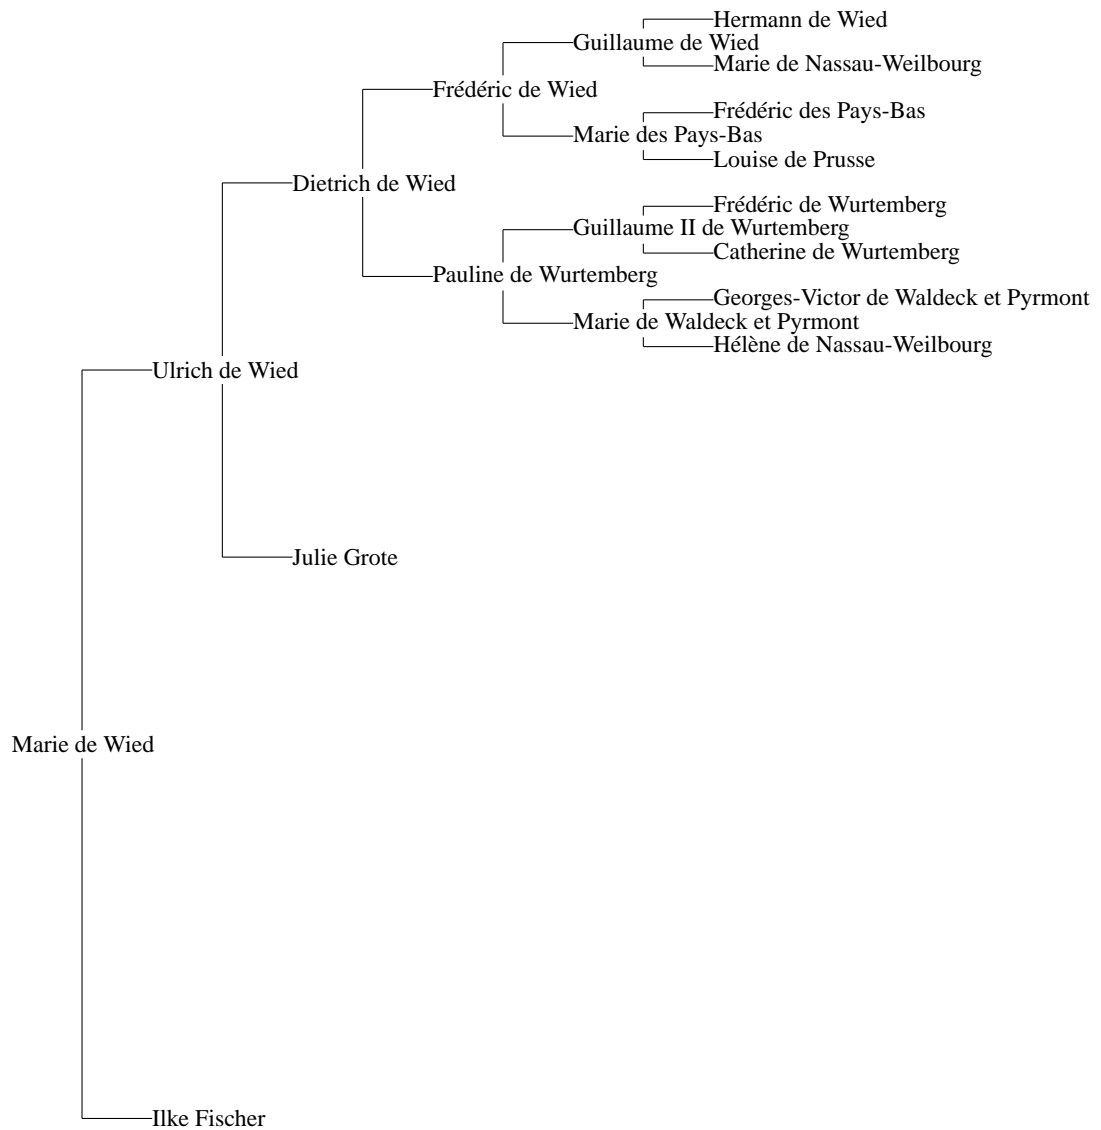 Hermann de Wied
Guillaume de Wied
Marie de Nassau-Weilbourg
Frédéric de Wied
Frédéric des Pays-Bas
Marie des Pays-Bas
Louise de Prusse
Dietrich de Wied
Frédéric de Wurtemberg
Guillaume II de Wurtemberg
Catherine de Wurtemberg
Pauline de Wurtemberg
Georges-Victor de Waldeck et Pyrmont
Marie de Waldeck et Pyrmont
Hélène de Nassau-Weilbourg
Ulrich de Wied
Julie Grote
Marie de Wied
Ilke Fischer